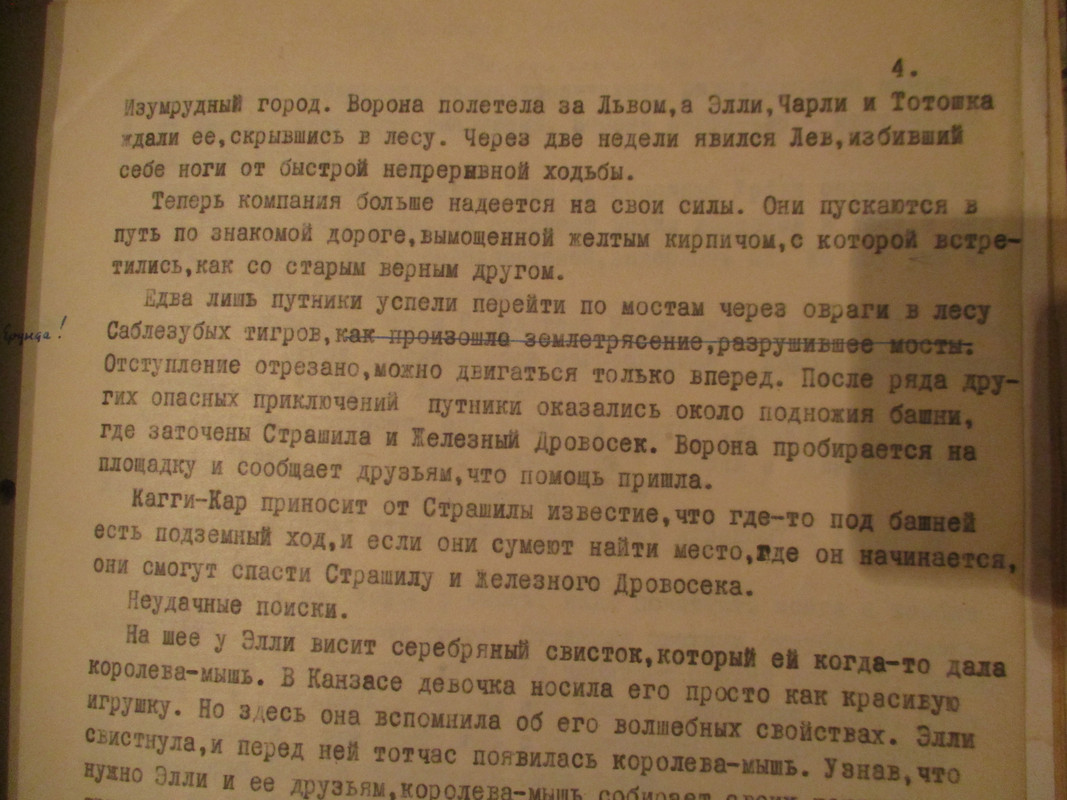 4.
Изумрудный город. Ворона полетела за Львом,а Элли,Чарли и Тотошка
ждали ее,скрывшись в лесу. Через две недели явился Лев,избивший
себе ноги от быстрой непрерывной ходьбы.
Теперь компания больше надеется на свои силы. Они пускаются в
путь по знакомой дороге,вымощенной желтым кирпичом,с которой встре-
тились,как со старым верным другом.
Едва лишь путники успели перейти по мостам через овраги в лесу
Ерунда!
Саблезубых тигров,как произошло землетрясение,разрушившее мосты.
Отступление отрезано,можно двигаться только вперед. После ряда дру-
гих опасных приключений путники оказались около подножия башни,
где заточены Страшила и Железный Дровосек. Ворона пробирается на
площадку и сообщает друзьям,что помощь пришла.
Кагги-Кар приносит от Страшилы известие,что где-то под башней
есть подземный ход,и если они сумеют найти место,где он начинается,
они смогут спасти Страшилу и Железного Дровосека.
Неудачные поиски.
На шее у Элли висит серебряный свисток,который ей когда-то дала
королева-мышь. В Канзасе девочка носила его просто как красивую
игрушку. Но здесь она вспомнила об его волшебных свойствах. Элли
свистнула,и перед ней тотчас появилась королева-мышь. Узнав,что
нужно Элли и ее друзьям,королева-мышь собирает своих